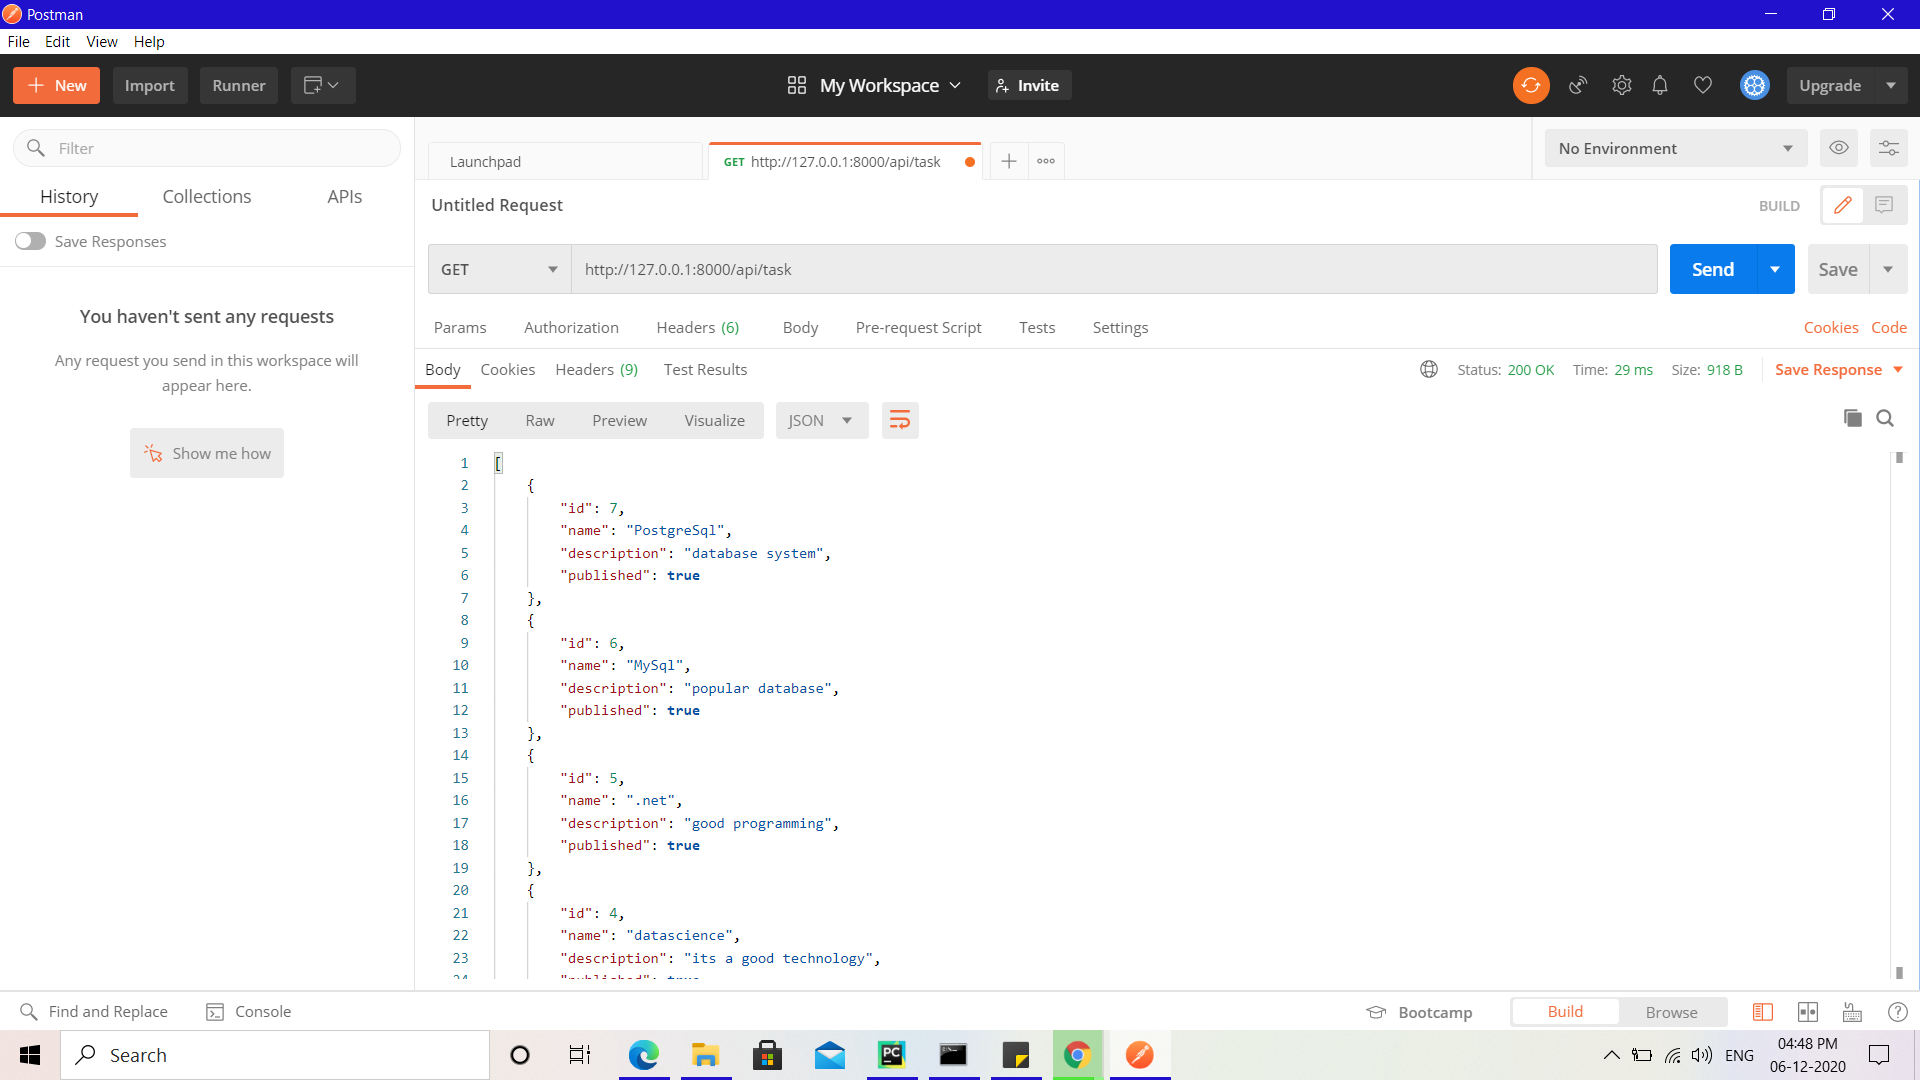 Postman
File Edit View Help
New Import Runner My Workspace Invite Upgrade
Filter
History Collections APIs
Save Responses
You haven't sent any requests
Any request you send in this workspace will
appear here.
Show me how
Launchpad GET http://127.0.0.1:8000/api/task No Environment
Untitled Request BUILD
GET http://127.0.0.1:8000/api/task Send Save
Params Authorization Headers (6) Body Pre-request Script Tests Settings Cookies Code
Body Cookies Headers (9) Test Results Status: 200 OK Time: 29 ms Size: 918 B Save Response
Pretty Raw Preview Visualize JSON
1 [
2 {
3 "id": 7,
4 "name": "PostgreSql",
5 "description": "database system",
6 "published": true
7 },
8 {
9 "id": 6,
10 "name": "MySql",
11 "description": "popular database",
12 "published": true
13 },
14 {
15 "id": 5,
16 "name": ".net",
17 "description": "good programming",
18 "published": true
19 },
20 {
21 "id": 4,
22 "name": "datascience",
23 "description": "its a good technology",
24 "published": true
Find and Replace Console Bootcamp Build Browse
Search PC ENG 04:48 PM
06-12-2020